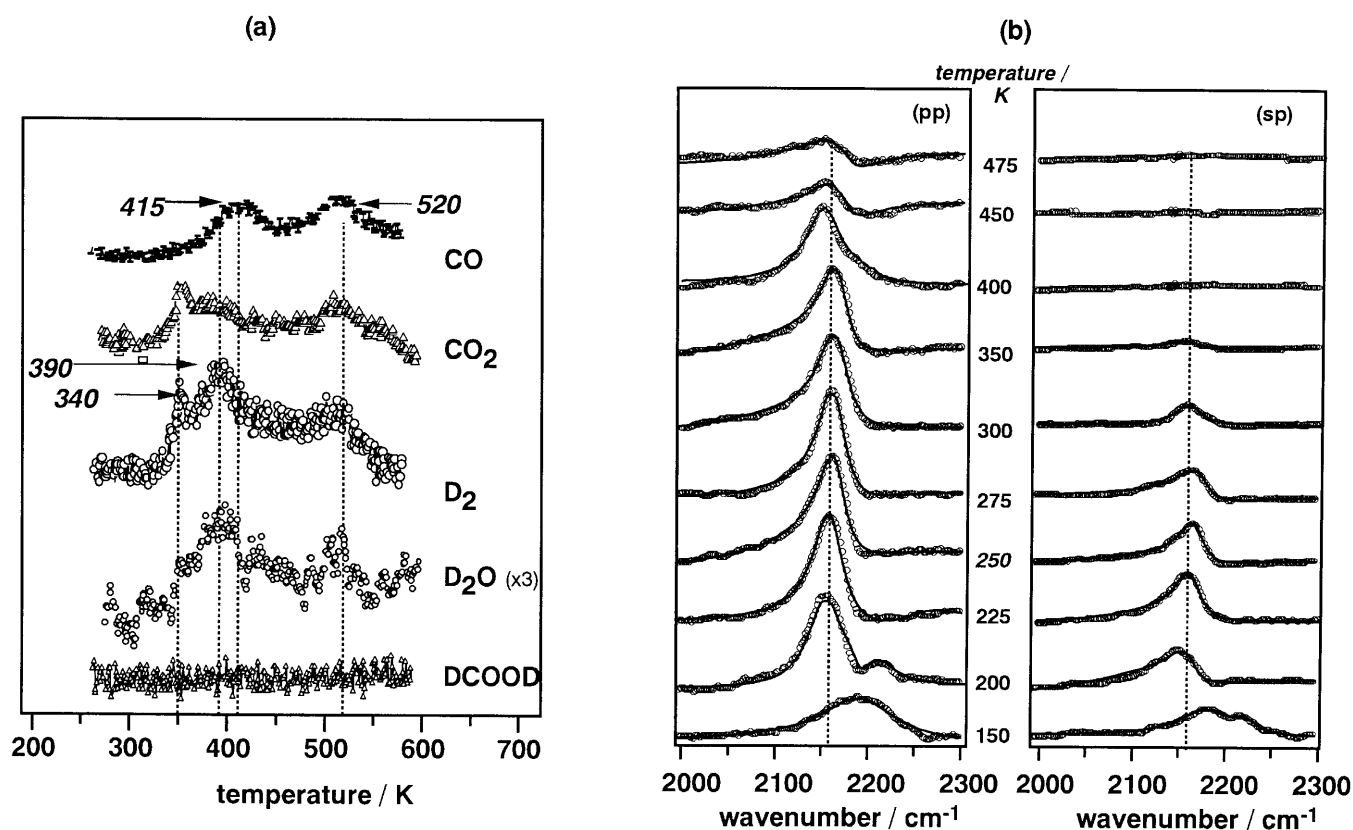 (a)
415
520
CO
CO2
390
340
D2
D2O (x3)
DCOOD
200 300 400 500 600 700
temperature / K
(b)
temperature /
K
(pp)
(sp)
475
450
400
350
300
275
250
225
200
150
2000 2100 2200 2300
wavenumber / cm-1
2000 2100 2200 2300
wavenumber / cm-1